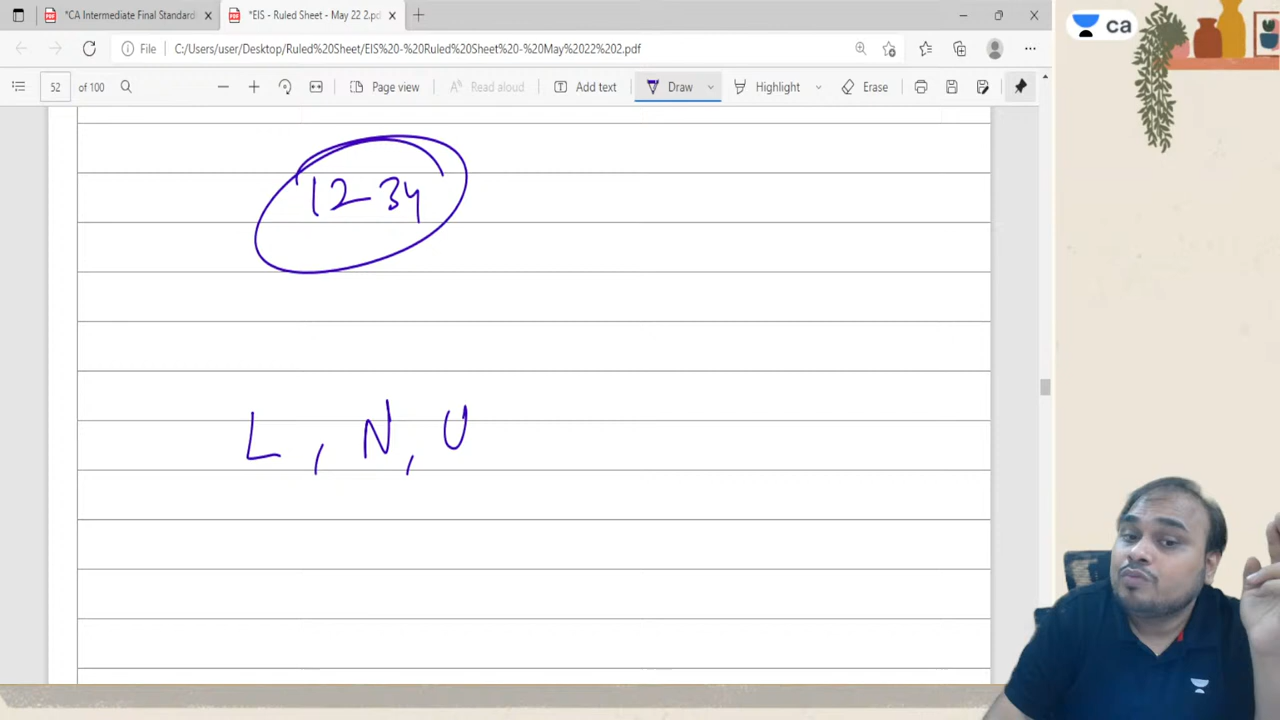 *CA Intermediate Final Standard
*EIS - Ruled Sheet - May 22 2.pd
File C:/Users/user/Desktop/Ruled%20Sheet/EIS%20-%20Ruled%20Sheet%20-%20May%2022%202.pdf
52 of 100 Page view Read aloud Add text Draw Highlight Erase
ca
1234
L, N, U